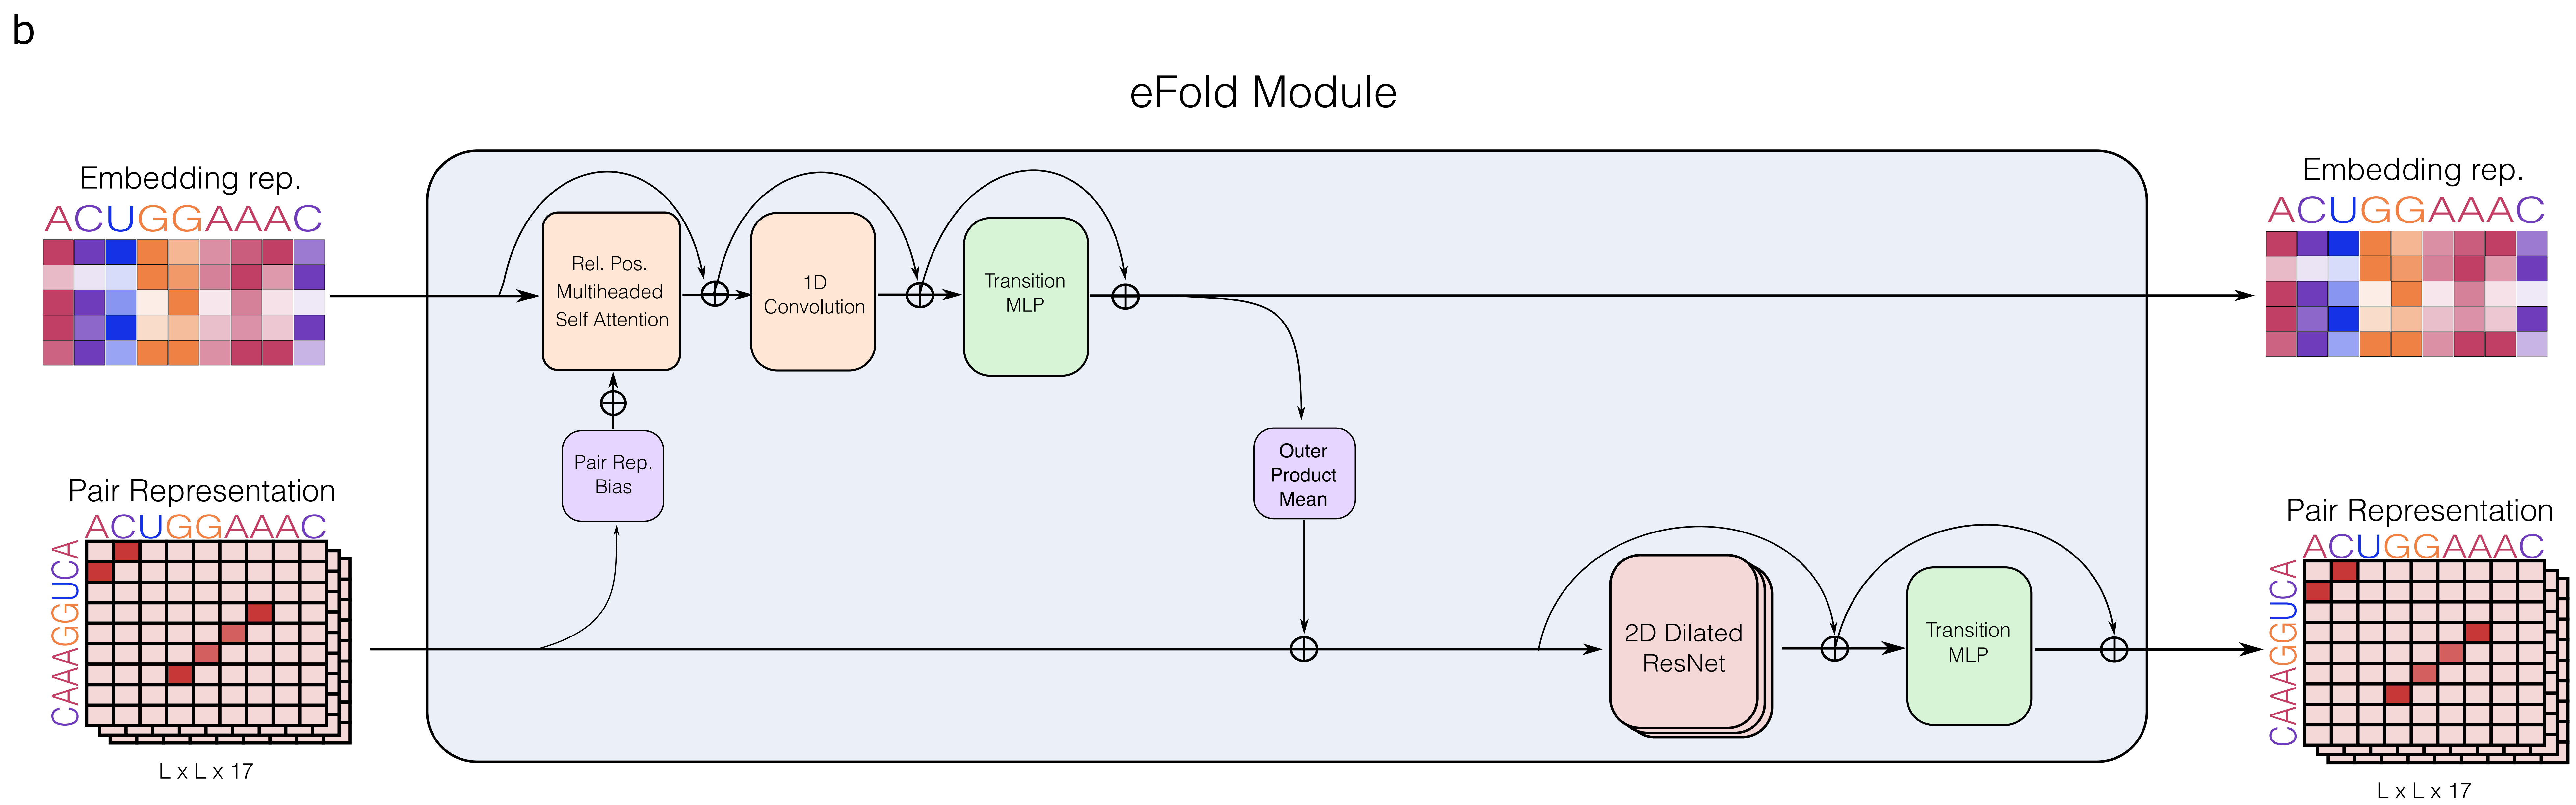 b
eFold Module
Embedding rep.
ACUGGAAAC
Embedding rep.
ACUGGAAAC
Rel. Pos.
Multiheaded
Self Attention
1D
Convolution
Transition
MLP
Pair Rep.
Bias
Outer
Product
Mean
Pair Representation
ACUGGAAAC
CAAAGGUCA
L x L x 17
2D Dilated
ResNet
Transition
MLP
Pair Representation
ACUGGAAAC
CAAAGGUCA
L x L x 17